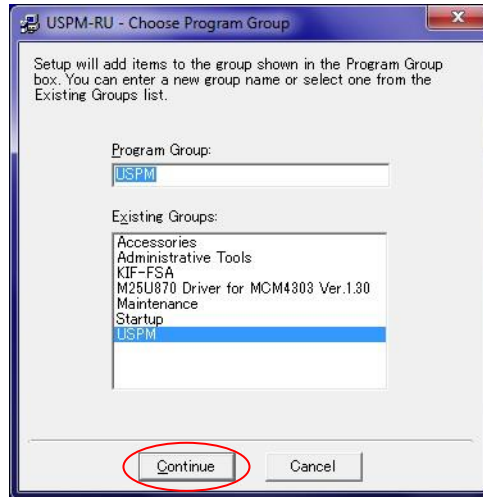 USPM-RU - Choose Program Group
Setup will add items to the group shown in the Program Group
box. You can enter a new group name or select one from the
Existing Groups list.
Program Group:
USPM
Existing Groups:
Accessories
Administrative Tools
KIF-FSA
M25U870 Driver for MCM4303 Ver.1.30
Maintenance
Startup
USPM
Continue
Cancel